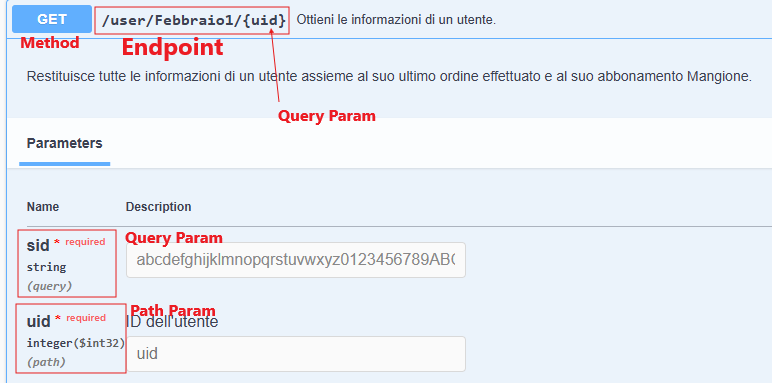 GET /user/Febbraio1/{uid} Ottieni le informazioni di un utente.
Method Endpoint
Restituisce tutte le informazioni di un utente assieme al suo ultimo ordine effettuato e al suo abbonamento Mangione.
Query Param
Parameters
Name Description
sid * required Query Param
string abcdefghijklmnopqrstuvwxyz0123456789ABC
(query)
Path Param
uid * required ID dell'utente
integer($int32) uid
(path)